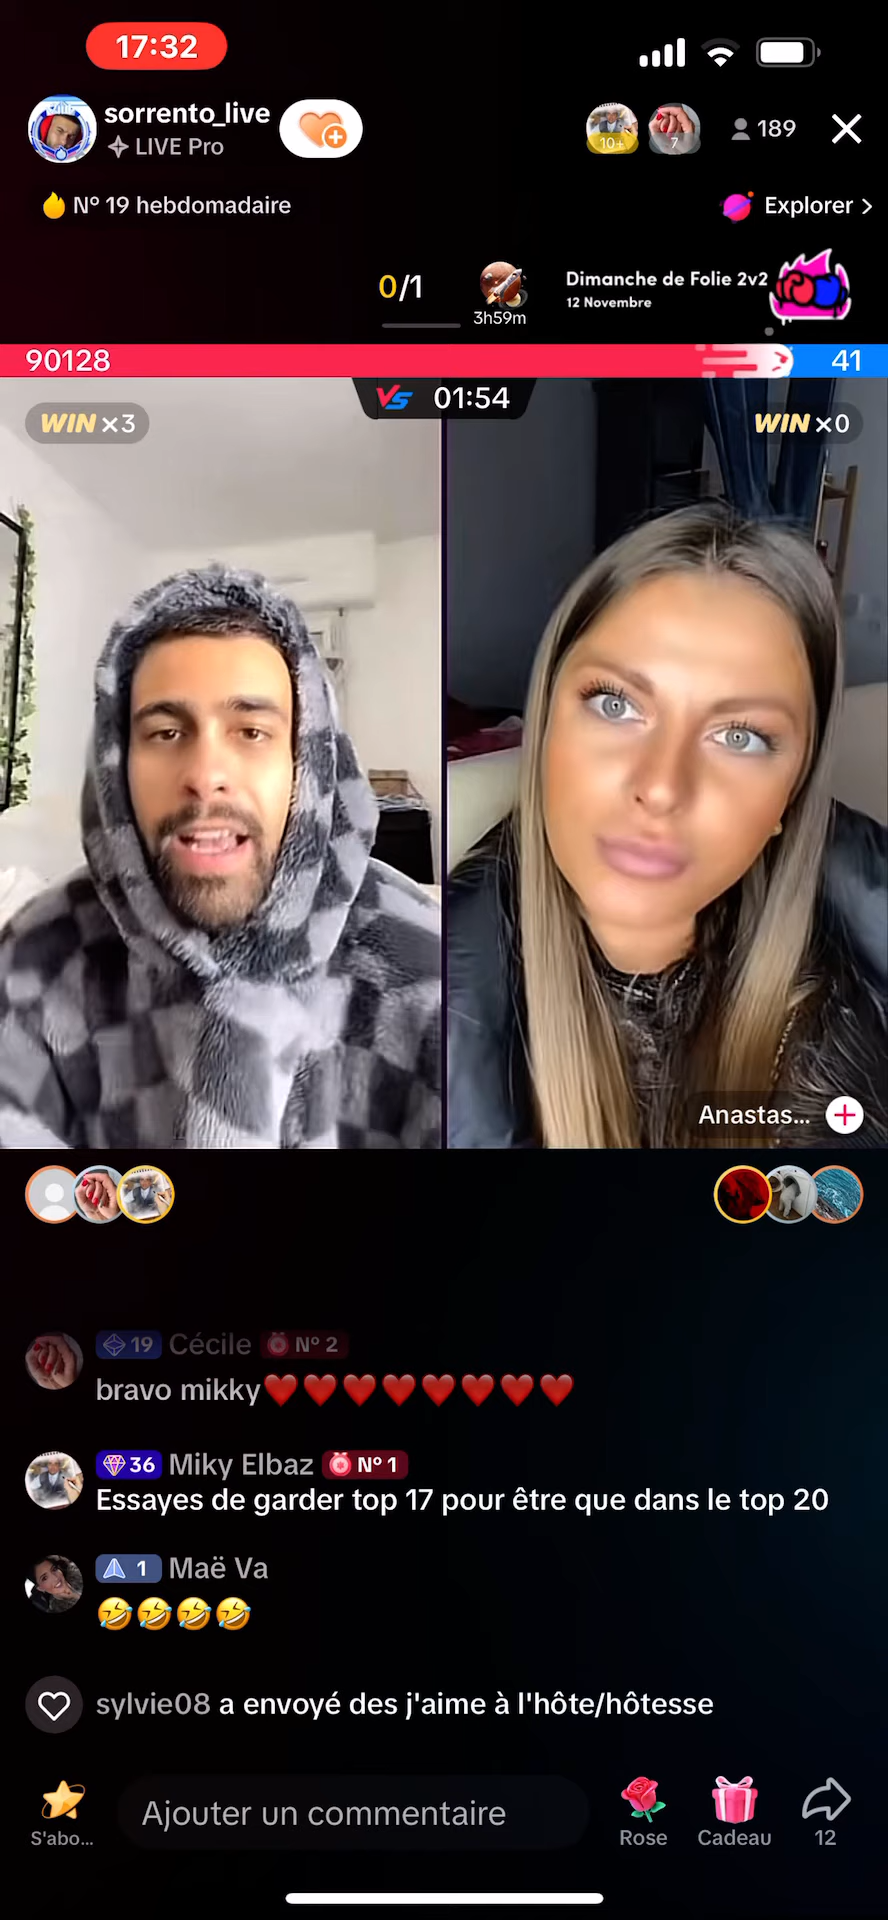 17:32
sorrento_live
LIVE Pro
10+
7
189
N° 19 hebdomadaire
Explorer >
0/1
3h59m
Dimanche de Folie 2v2
12 Novembre
90128
41
VS 01:54
WIN x3
WIN x0
Anastas...
19 Cécile N° 2
bravo mikky❤️❤️❤️❤️❤️❤️❤️❤️
36 Miky Elbaz N° 1
Essayes de garder top 17 pour être que dans le top 20
1 Maë Va
🤣🤣🤣🤣
sylvie08 a envoyé des j'aime à l'hôte/hôtesse
S'abo...
Ajouter un commentaire
Rose
Cadeau
12